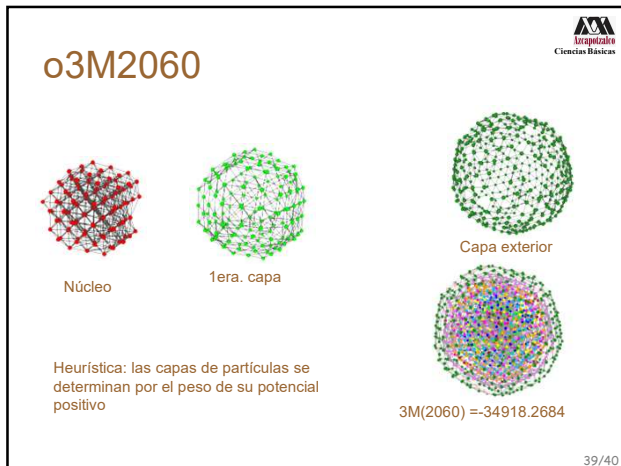 o3M2060
Azcapotzalco
Ciencias Básicas
Núcleo
1era. capa
Capa exterior
Heurística: las capas de partículas se
determinan por el peso de su potencial
positivo
3M(2060) =-34918.2684
39/40